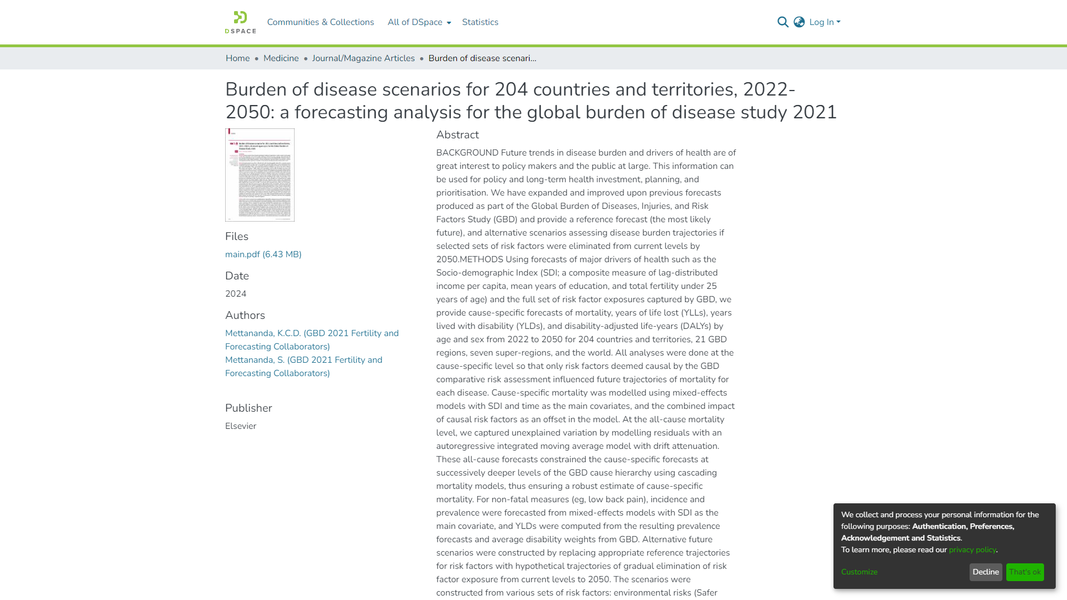 DSPACE
Communities & Collections All of DSpace Statistics Log In
Home • Medicine • Journal/Magazine Articles • Burden of disease scenari...
Burden of disease scenarios for 204 countries and territories, 2022-
2050: a forecasting analysis for the global burden of disease study 2021
Files
main.pdf (6.43 MB)
Date
2024
Authors
Mettananda, K.C.D. (GBD 2021 Fertility and
Forecasting Collaborators)
Mettananda, S. (GBD 2021 Fertility and
Forecasting Collaborators)
Publisher
Elsevier
Abstract
BACKGROUND Future trends in disease burden and drivers of health are of
great interest to policy makers and the public at large. This information can
be used for policy and long-term health investment, planning, and
prioritisation. We have expanded and improved upon previous forecasts
produced as part of the Global Burden of Diseases, Injuries, and Risk
Factors Study (GBD) and provide a reference forecast (the most likely
future), and alternative scenarios assessing disease burden trajectories if
selected sets of risk factors were eliminated from current levels by
2050.METHODS Using forecasts of major drivers of health such as the
Socio-demographic Index (SDI; a composite measure of lag-distributed
income per capita, mean years of education, and total fertility under 25
years of age) and the full set of risk factor exposures captured by GBD, we
provide cause-specific forecasts of mortality, years of life lost (YLLs), years
lived with disability (YLDs), and disability-adjusted life-years (DALYs) by
age and sex from 2022 to 2050 for 204 countries and territories, 21 GBD
regions, seven super-regions, and the world. All analyses were done at the
cause-specific level so that only risk factors deemed causal by the GBD
comparative risk assessment influenced future trajectories of mortality for
each disease. Cause-specific mortality was modelled using mixed-effects
models with SDI and time as the main covariates, and the combined impact
of causal risk factors as an offset in the model. At the all-cause mortality
level, we captured unexplained variation by modelling residuals with an
autoregressive integrated moving average model with drift attenuation.
These all-cause forecasts constrained the cause-specific forecasts at
successively deeper levels of the GBD cause hierarchy using cascading
mortality models, thus ensuring a robust estimate of cause-specific
mortality. For non-fatal measures (eg, low back pain), incidence and
prevalence were forecasted from mixed-effects models with SDI as the
main covariate, and YLDs were computed from the resulting prevalence
forecasts and average disability weights from GBD. Alternative future
scenarios were constructed by replacing appropriate reference trajectories
for risk factors with hypothetical trajectories of gradual elimination of risk
factor exposure from current levels to 2050. The scenarios were
constructed from various sets of risk factors: environmental risks (Safer
We collect and process your personal information for the
following purposes: Authentication, Preferences,
Acknowledgement and Statistics.
To learn more, please read our privacy policy.
Customize Decline That's ok